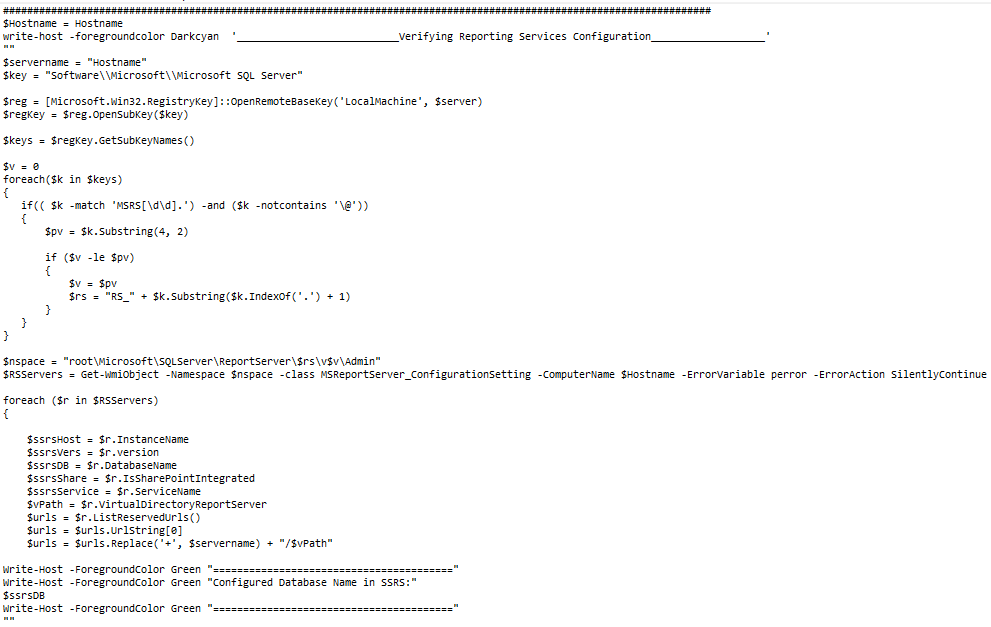 ######################################################################################################################
$Hostname = Hostname
write-host -foregroundcolor Darkcyan  '___________________________Verifying Reporting Services Configuration___________________'
""
$servername = "Hostname"
$key = "Software\\Microsoft\\Microsoft SQL Server"
$reg = [Microsoft.Win32.RegistryKey]::OpenRemoteBaseKey('LocalMachine', $server)
$regKey = $reg.OpenSubKey($key)
$keys = $regKey.GetSubKeyNames()
$v = 0
foreach($k in $keys)
{
   if(( $k -match 'MSRS[\d\d].') -and ($k -notcontains '\@'))
   {
       $pv = $k.Substring(4, 2)
       if ($v -le $pv)
       {
           $v = $pv
           $rs = "RS_" + $k.Substring($k.IndexOf('.') + 1)
       }
   }
}
$nspace = "root\Microsoft\SQLServer\ReportServer\$rs\v$v\Admin"
$RSServers = Get-WmiObject -Namespace $nspace -class MSReportServer_ConfigurationSetting -ComputerName $Hostname -ErrorVariable perror -ErrorAction SilentlyContinue
foreach ($r in $RSServers)
{
    $ssrsHost = $r.InstanceName
    $ssrsVers = $r.version
    $ssrsDB = $r.DatabaseName
    $ssrsShare = $r.IsSharePointIntegrated
    $ssrsService = $r.ServiceName
    $vPath = $r.VirtualDirectoryReportServer
    $urls = $r.ListReservedUrls()
    $urls = $urls.UrlString[0]
    $urls = $urls.Replace('+', $servername) + "/$vPath"
Write-Host -ForegroundColor Green "========================================"
Write-Host -ForegroundColor Green "Configured Database Name in SSRS:"
$ssrsDB
Write-Host -ForegroundColor Green "========================================"
""